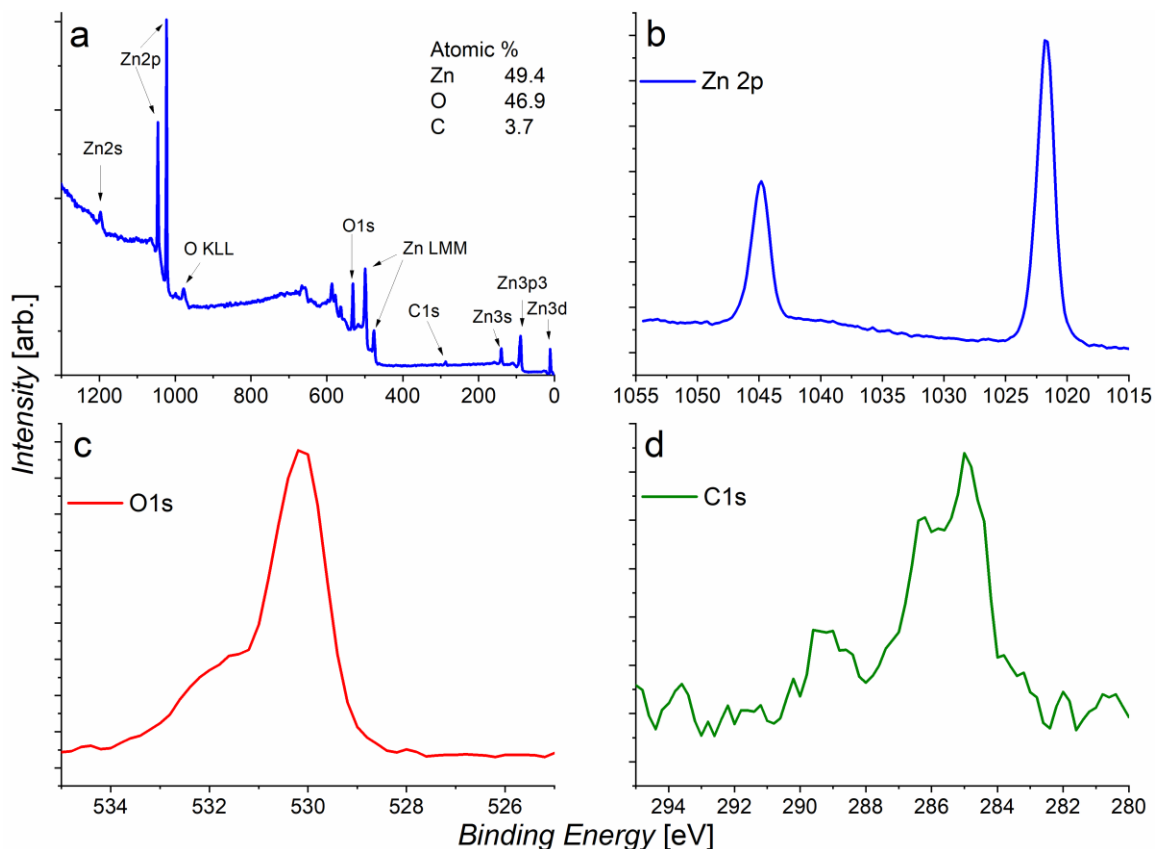 a
Atomic %
Zn 49.4
O 46.9
C 3.7
Zn2p
Zn2s
O KLL
O1s
Zn LMM
C1s
Zn3s
Zn3p3
Zn3d
1200 1000 800 600 400 200 0
b
Zn 2p
1055 1050 1045 1040 1035 1030 1025 1020 1015
Intensity [arb.]
c
O1s
534 532 530 528 526
d
C1s
294 292 290 288 286 284 282 280
Binding Energy [eV]